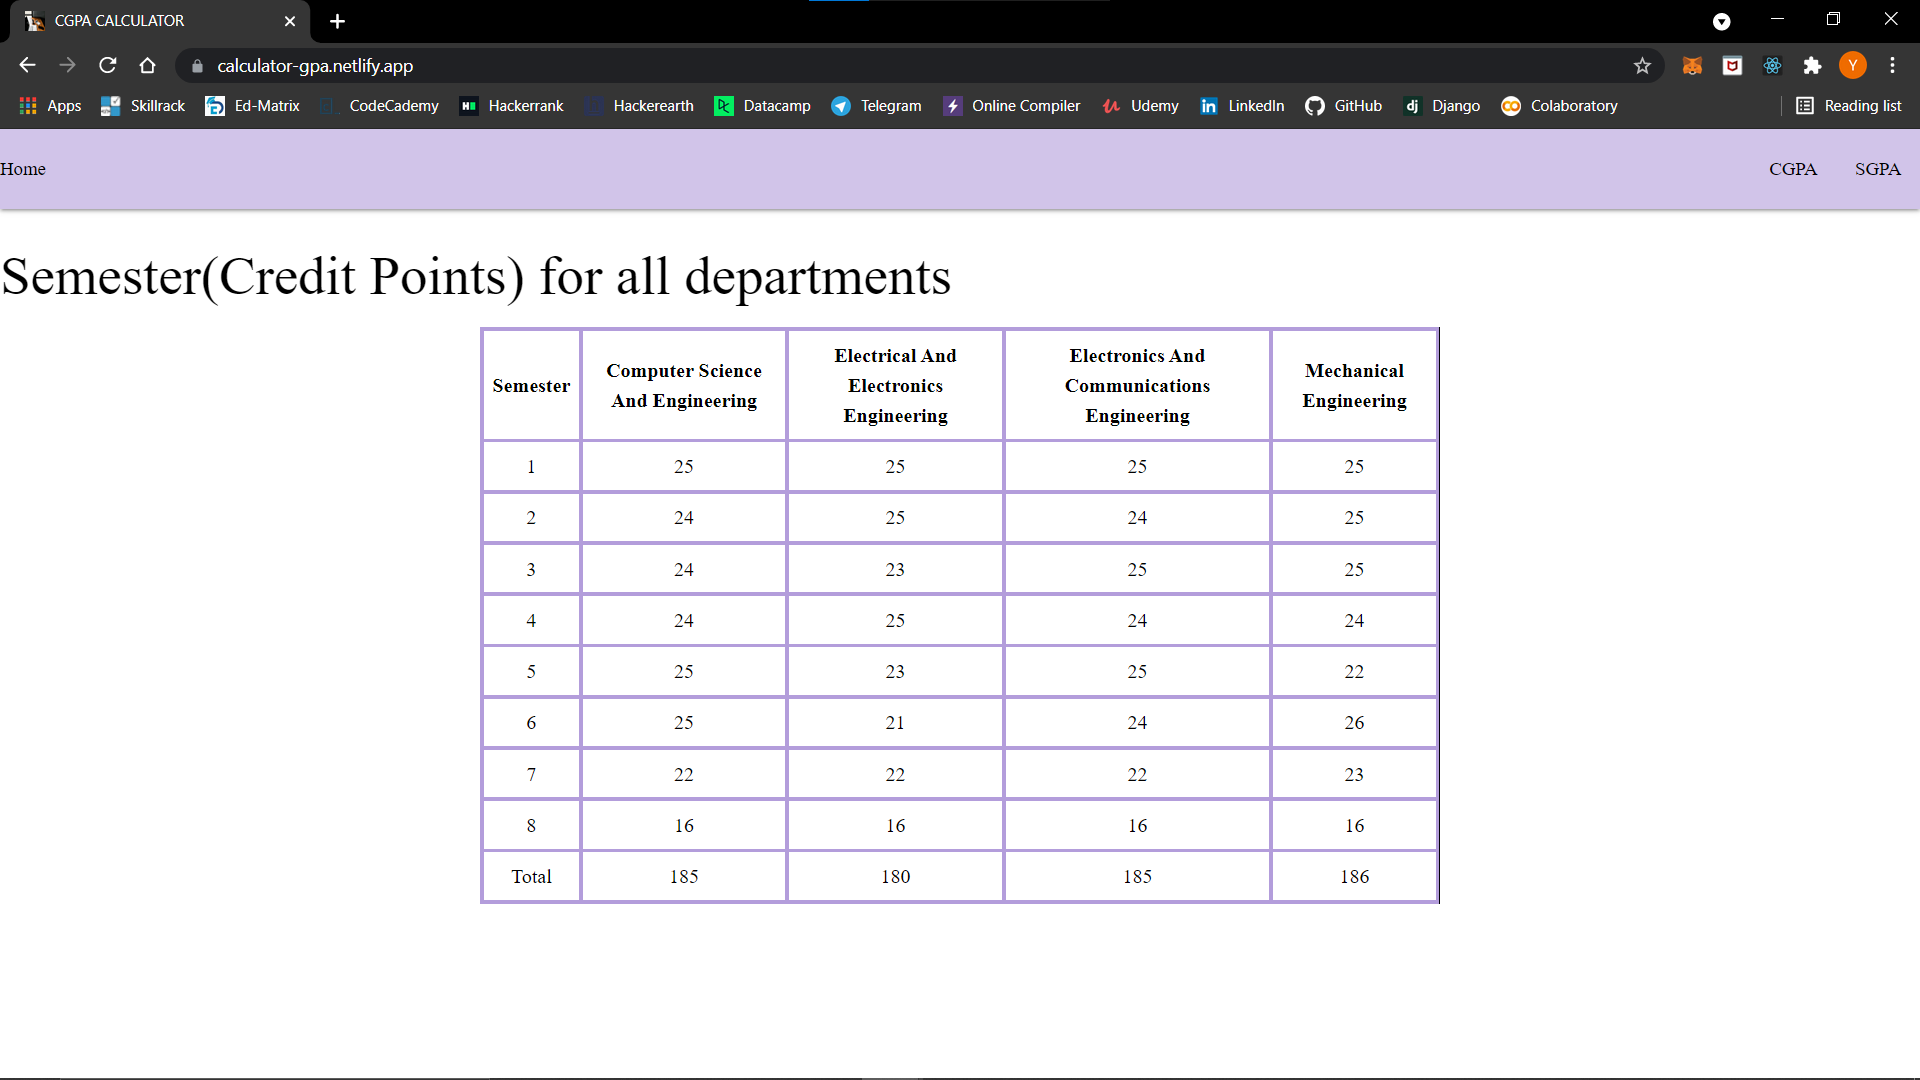 CGPA CALCULATOR
calculator-gpa.netlify.app
Y
Apps Skillrack Ed-Matrix CodeCademy Hackerrank Hackerearth Datacamp Telegram Online Compiler Udemy LinkedIn GitHub dj Django Colaboratory Reading list
Home CGPA SGPA
Semester(Credit Points) for all departments
Semester Computer Science And Engineering Electrical And Electronics Engineering Electronics And Communications Engineering Mechanical Engineering
1 25 25 25 25
2 24 25 24 25
3 24 23 25 25
4 24 25 24 24
5 25 23 25 22
6 25 21 24 26
7 22 22 22 23
8 16 16 16 16
Total 185 180 185 186